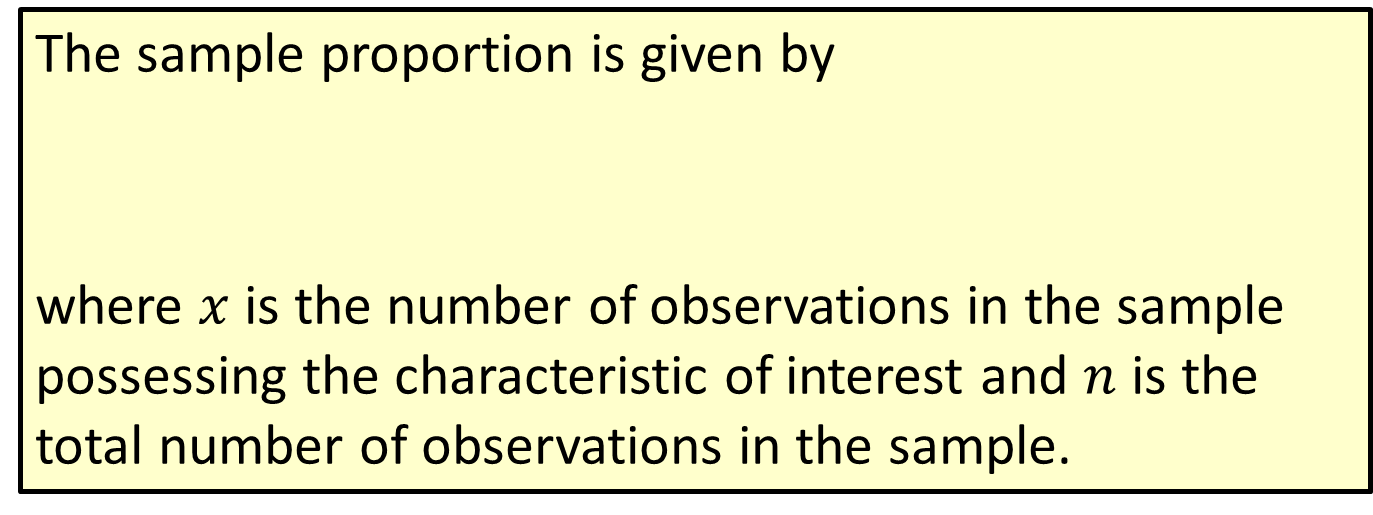 The sample proportion is given by
where x is the number of observations in the sample
possessing the characteristic of interest and n is the
total number of observations in the sample.